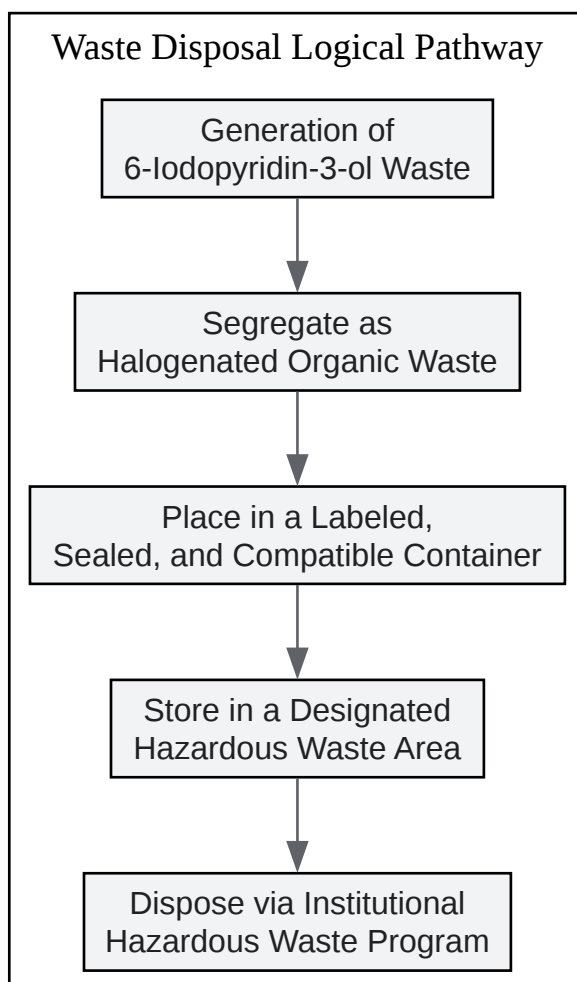 Waste Disposal Logical Pathway
Generation of
6-Iodopyridin-3-ol Waste
Segregate as
Halogenated Organic Waste
Place in a Labeled,
Sealed, and Compatible Container
Store in a Designated
Hazardous Waste Area
Dispose via Institutional
Hazardous Waste Program